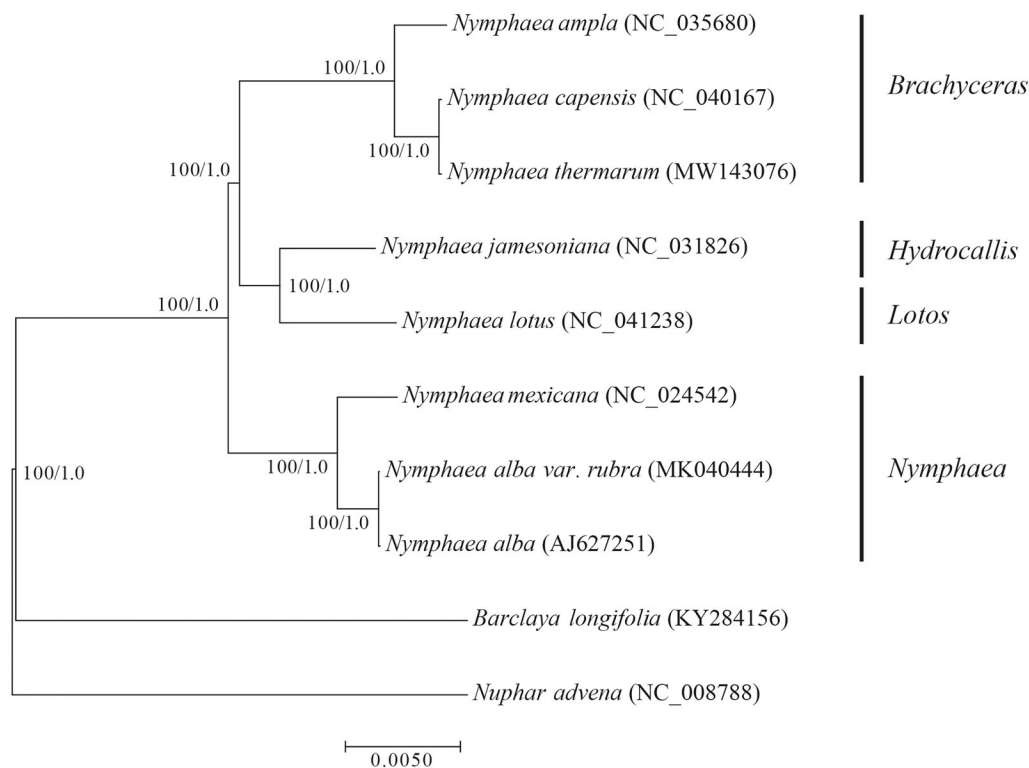 Nymphaea ampla (NC_035680)
100/1.0
Brachyceras
Nymphaea capensis (NC_040167)
100/1.0
100/1.0
Nymphaea thermarum (MW143076)
Nymphaea jamesoniana (NC_031826)
Hydrocallis
100/1.0
100/1.0
Lotos
Nymphaea lotus (NC_041238)
Nymphaea mexicana (NC_024542)
100/1.0
100/1.0
Nymphaea alba var. rubra (MK040444)
Nymphaea
100/1.0
Nymphaea alba (AJ627251)
Barclaya longifolia (KY284156)
Nuphar advena (NC_008788)
0.0050